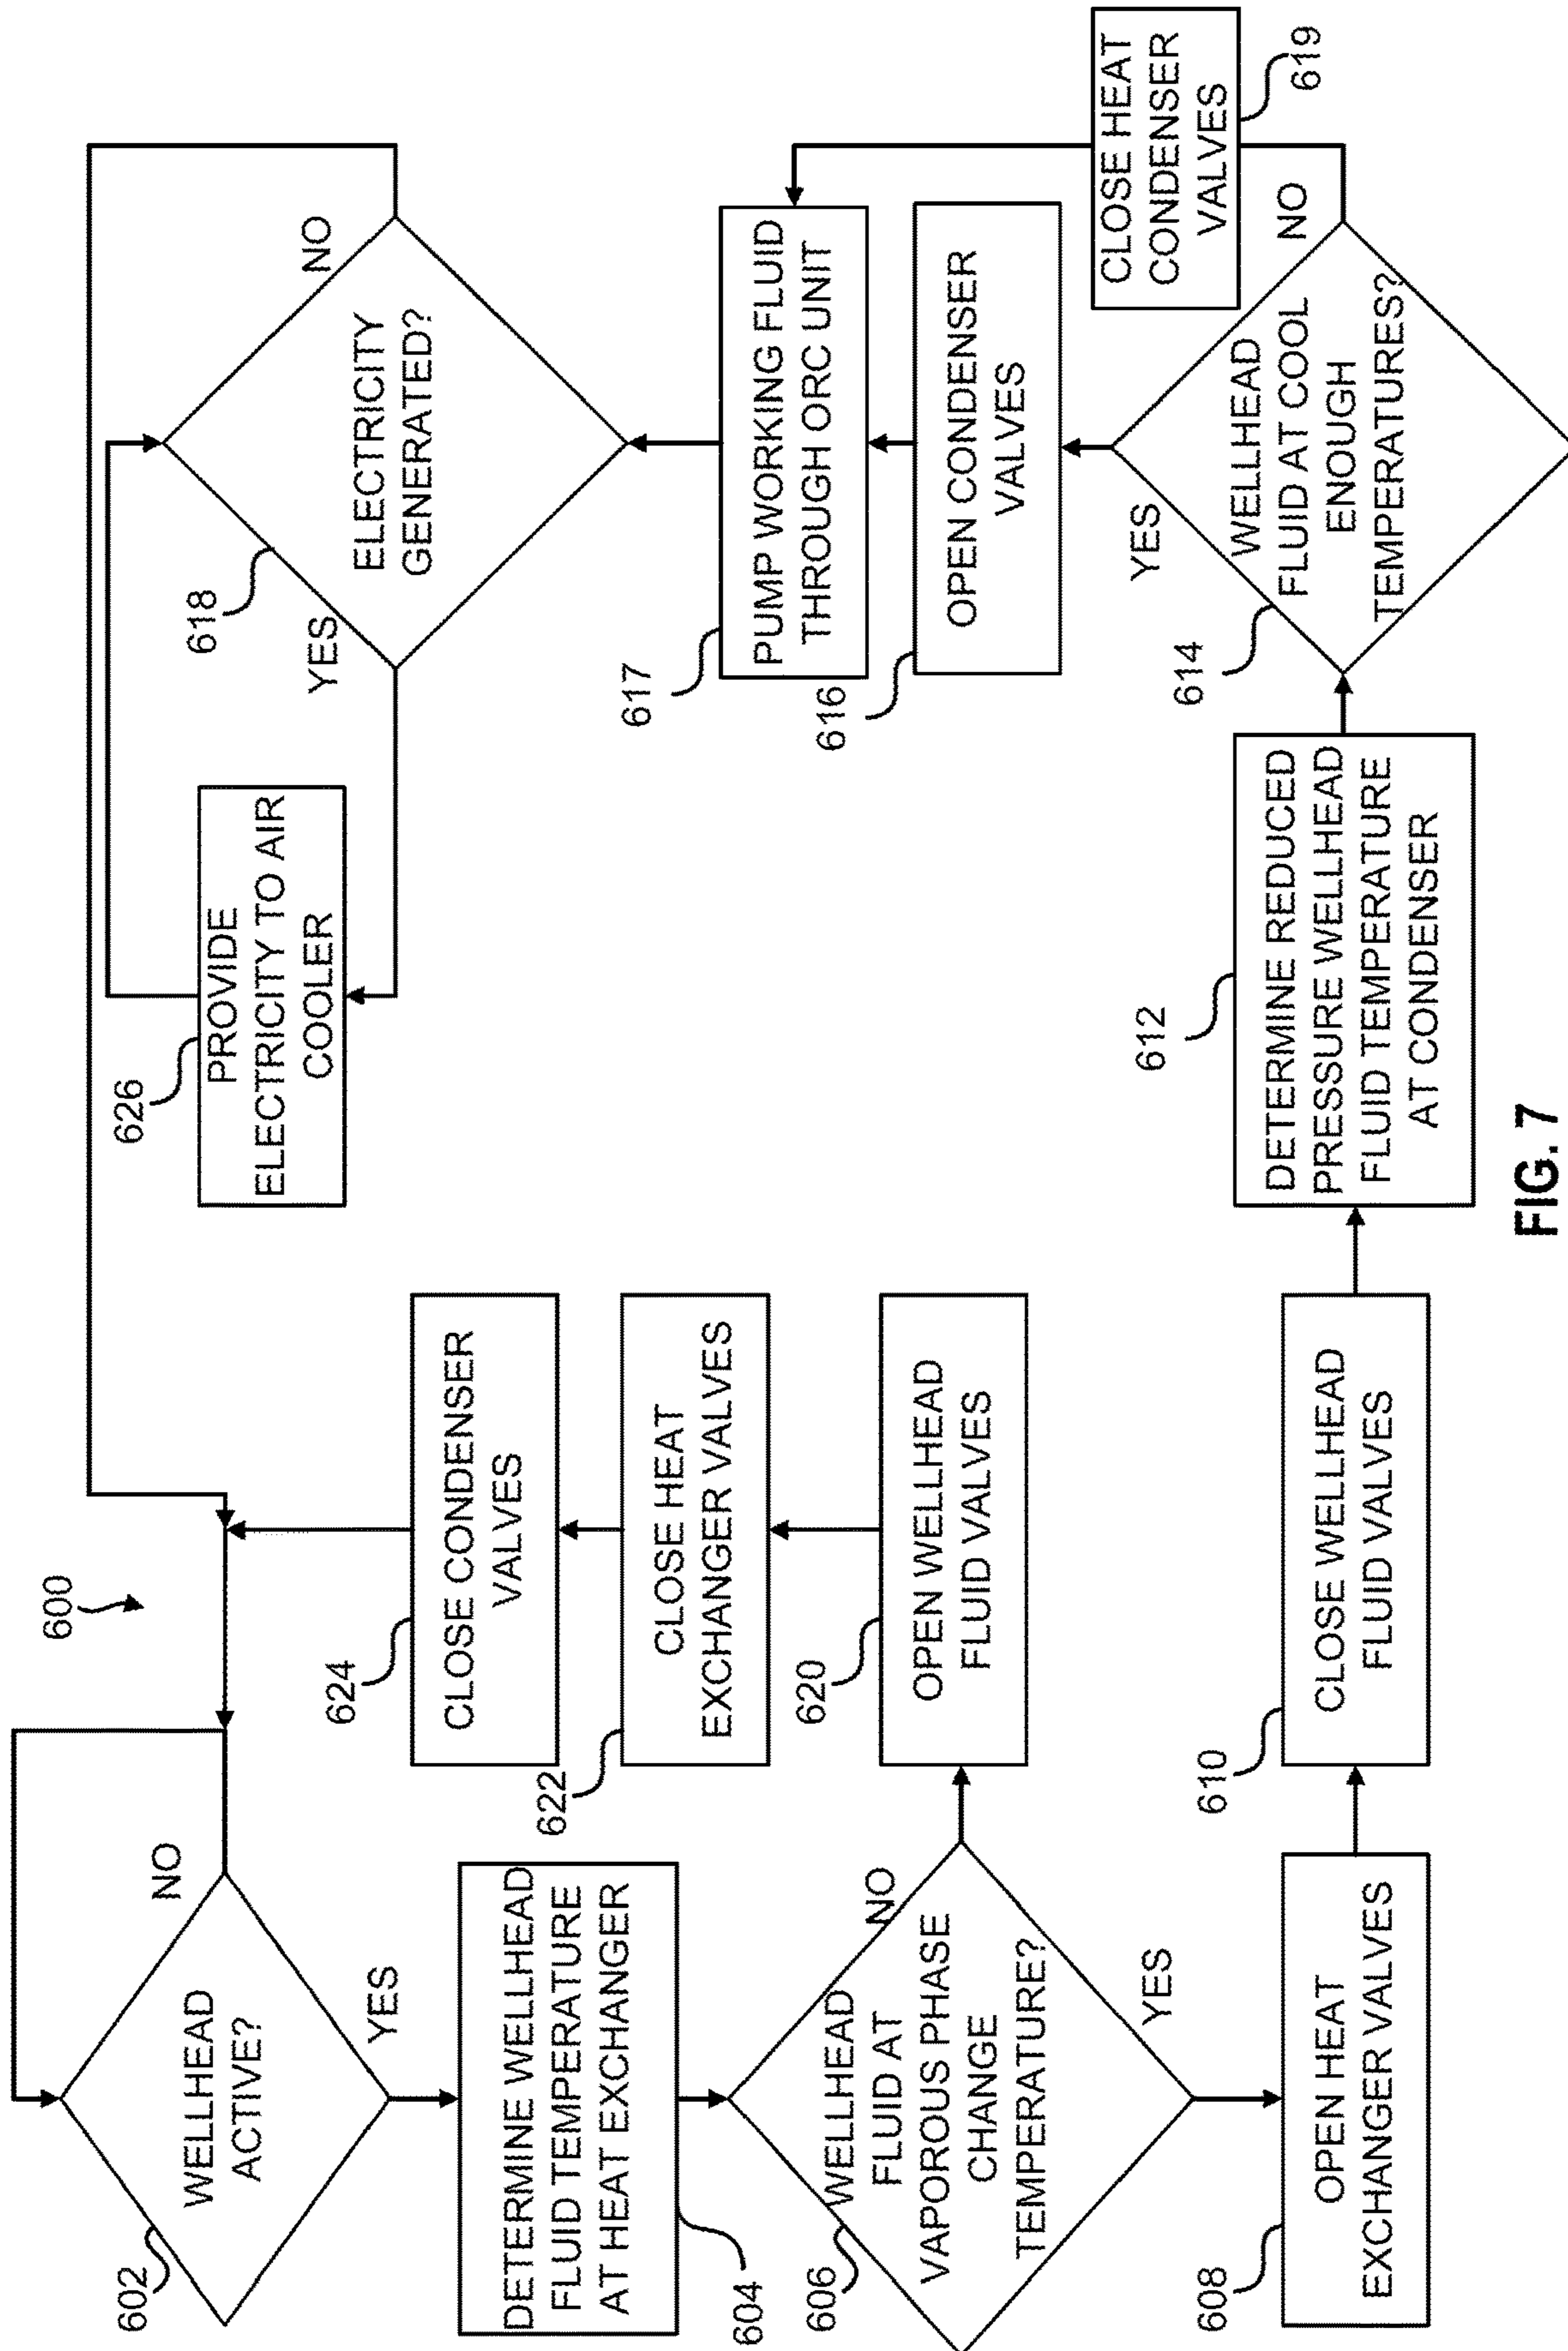 600
602
WELLHEAD
ACTIVE?
NO
YES
DETERMINE WELLHEAD
FLUID TEMPERATURE
AT HEAT EXCHANGER
604
606
WELLHEAD
FLUID AT
VAPOROUS PHASE
CHANGE
TEMPERATURE?
NO
YES
608
OPEN HEAT
EXCHANGER VALVES
610
CLOSE WELLHEAD
FLUID VALVES
620
OPEN WELLHEAD
FLUID VALVES
622
CLOSE HEAT
EXCHANGER VALVES
624
CLOSE CONDENSER
VALVES
612
DETERMINE REDUCED
PRESSURE WELLHEAD
FLUID TEMPERATURE
AT CONDENSER
614
WELLHEAD
FLUID AT COOL
ENOUGH
TEMPERATURES?
YES
NO
CLOSE HEAT
CONDENSER
VALVES
619
616
OPEN CONDENSER
VALVES
617
PUMP WORKING FLUID
THROUGH ORC UNIT
618
ELECTRICITY
GENERATED?
YES
NO
626
PROVIDE
ELECTRICITY TO AIR
COOLER
FIG. 7